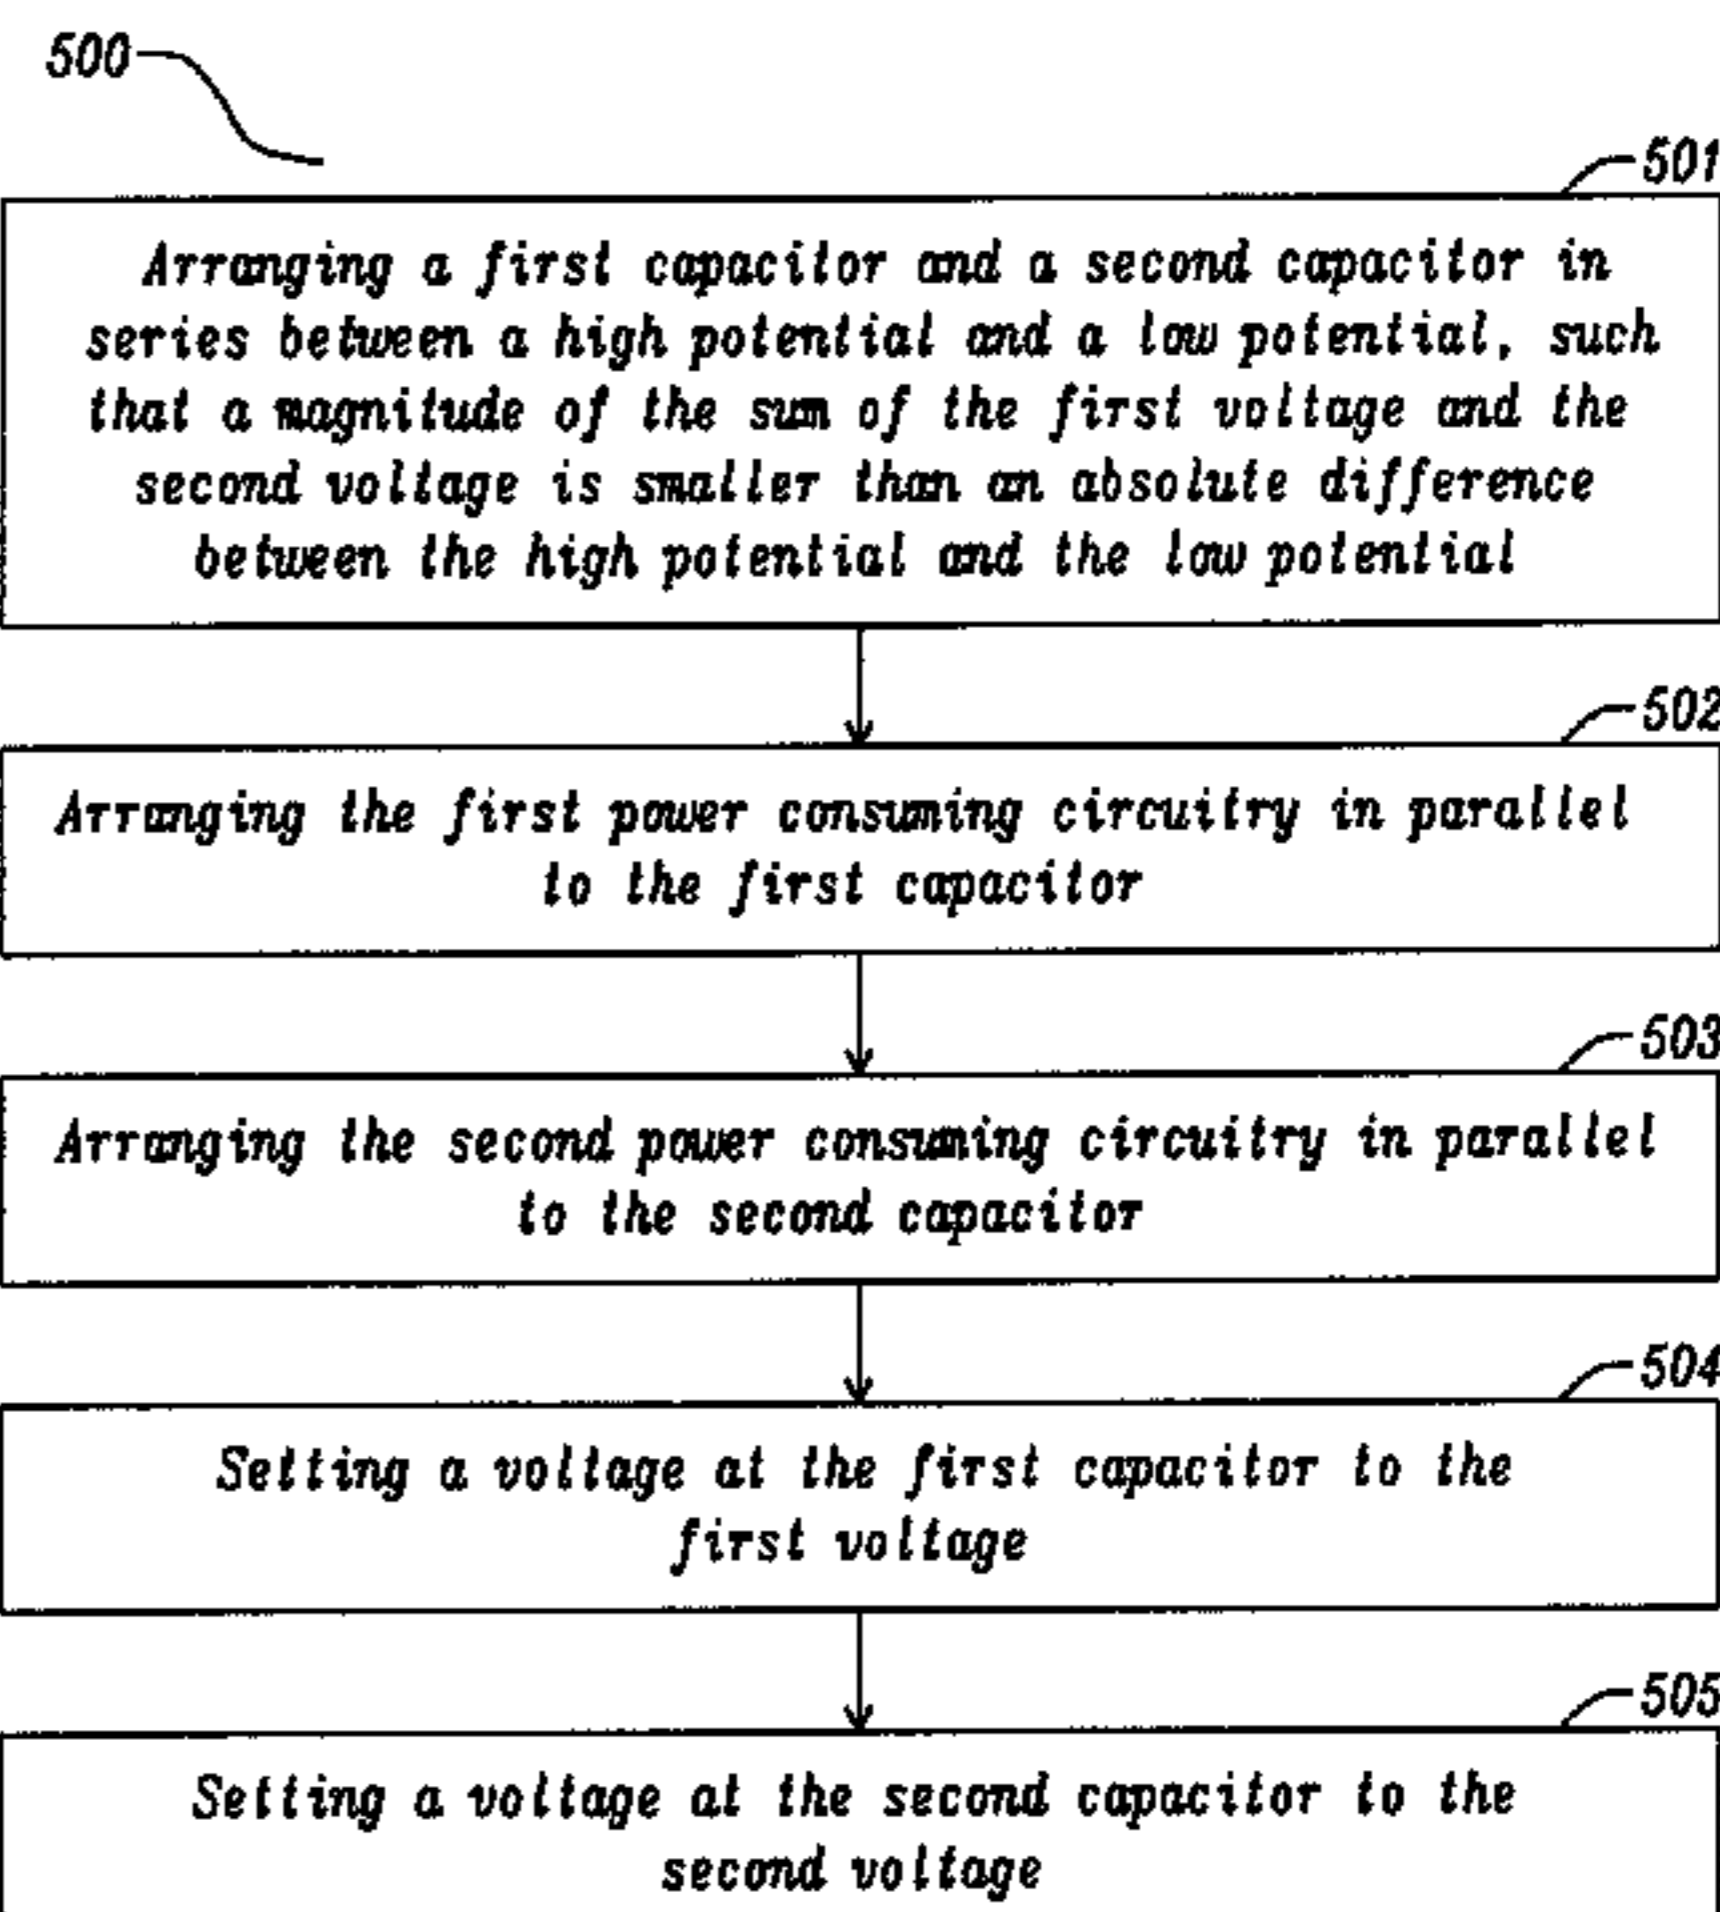 500
501
Arranging a first capacitor and a second capacitor in
series between a high potential and a low potential, such
that a magnitude of the sum of the first voltage and the
second voltage is smaller than an absolute difference
between the high potential and the low potential
502
Arranging the first power consuming circuitry in parallel
to the first capacitor
503
Arranging the second power consuming circuitry in parallel
to the second capacitor
504
Setting a voltage at the first capacitor to the
first voltage
505
Setting a voltage at the second capacitor to the
second voltage